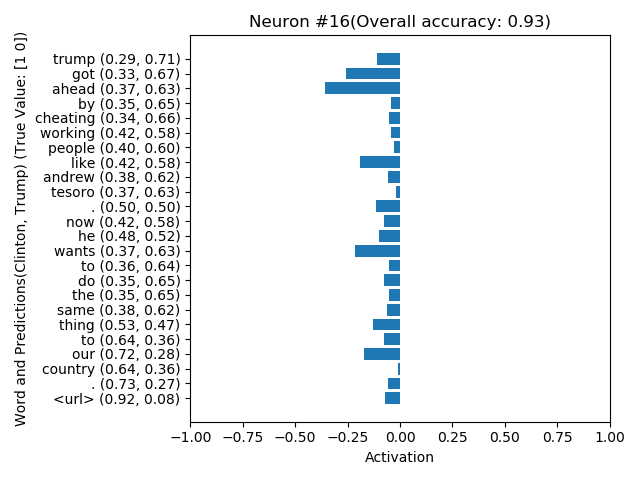 Neuron #16(Overall accuracy: 0.93)
Word and Predictions(Clinton, Trump) (True Value: [1 0])
trump (0.29, 0.71)
got (0.33, 0.67)
ahead (0.37, 0.63)
by (0.35, 0.65)
cheating (0.34, 0.66)
working (0.42, 0.58)
people (0.40, 0.60)
like (0.42, 0.58)
andrew (0.38, 0.62)
tesoro (0.37, 0.63)
. (0.50, 0.50)
now (0.42, 0.58)
he (0.48, 0.52)
wants (0.37, 0.63)
to (0.36, 0.64)
do (0.35, 0.65)
the (0.35, 0.65)
same (0.38, 0.62)
thing (0.53, 0.47)
to (0.64, 0.36)
our (0.72, 0.28)
country (0.64, 0.36)
. (0.73, 0.27)
<url> (0.92, 0.08)
−1.00 −0.75 −0.50 −0.25 0.00 0.25 0.50 0.75 1.00
Activation